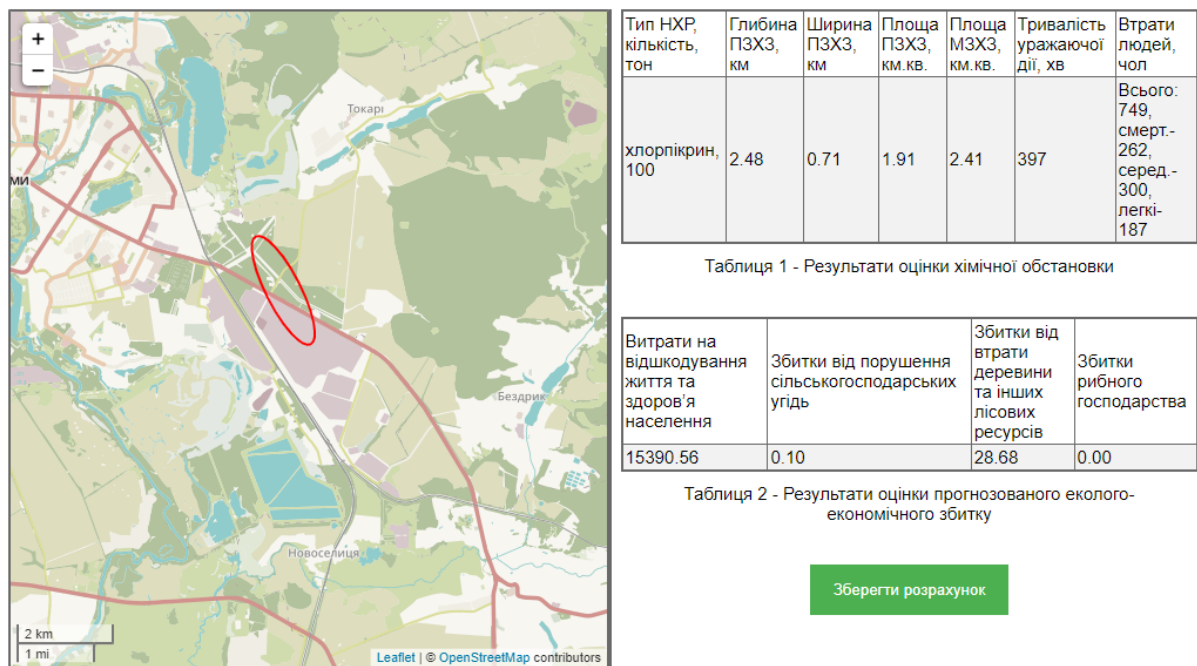 +
−
Токарі
ми
Бездрик
Новоселиця
2 km
1 mi
Leaflet | © OpenStreetMap contributors
Тип НХР,
кількість,
тон
Глибина
ПЗХЗ,
км
Ширина
ПЗХЗ,
км
Площа
ПЗХЗ,
км.кв.
Площа
МЗХЗ,
км.кв.
Тривалість
уражаючої
дії, хв
Втрати
людей,
чол
хлорпікрин,
100
2.48
0.71
1.91
2.41
397
Всього:
749,
смерт.-
262,
серед.-
300,
легкі-
187
Таблиця 1 - Результати оцінки хімічної обстановки
Витрати на
відшкодування
життя та
здоров'я
населення
Збитки від порушення
сільськогосподарських
угідь
Збитки від
втрати
деревини
та інших
лісових
ресурсів
Збитки
рибного
господарства
15390.56
0.10
28.68
0.00
Таблиця 2 - Результати оцінки прогнозованого еколого-
економічного збитку
Зберегти розрахунок